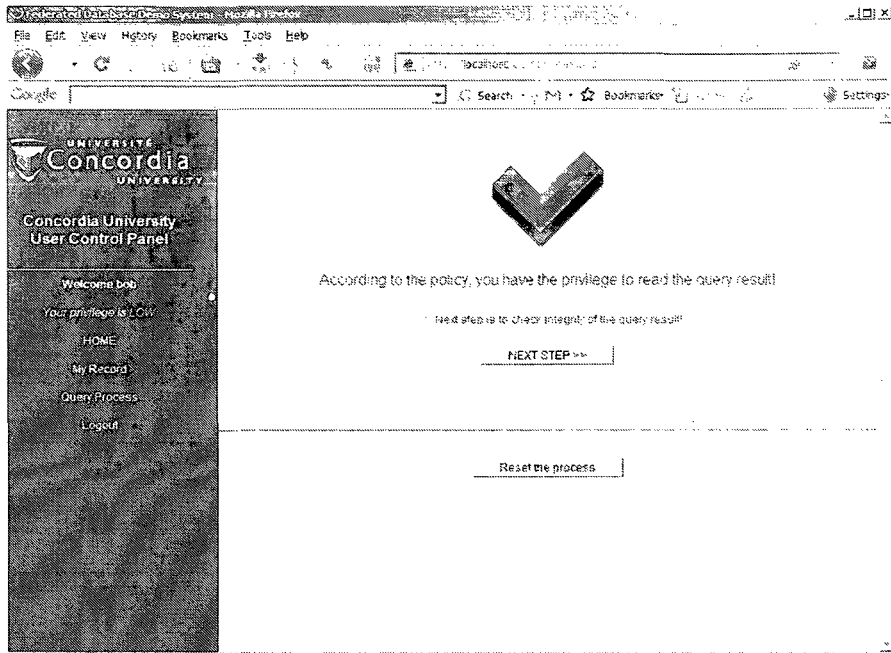 Federated Database Demo System - Mozilla Firefox
File Edit View History Bookmarks Tools Help
localhost
Google Search Bookmarks Settings
UNIVERSITÉ
Concordia
UNIVERSITY
Concordia University
User Control Panel
Welcome bob
Your privilege is LOW
HOME
My Record
Query Process
Logout
According to the policy, you have the privilege to read the query result!
Next step is to check integrity of the query result!
NEXT STEP >>
Reset the process